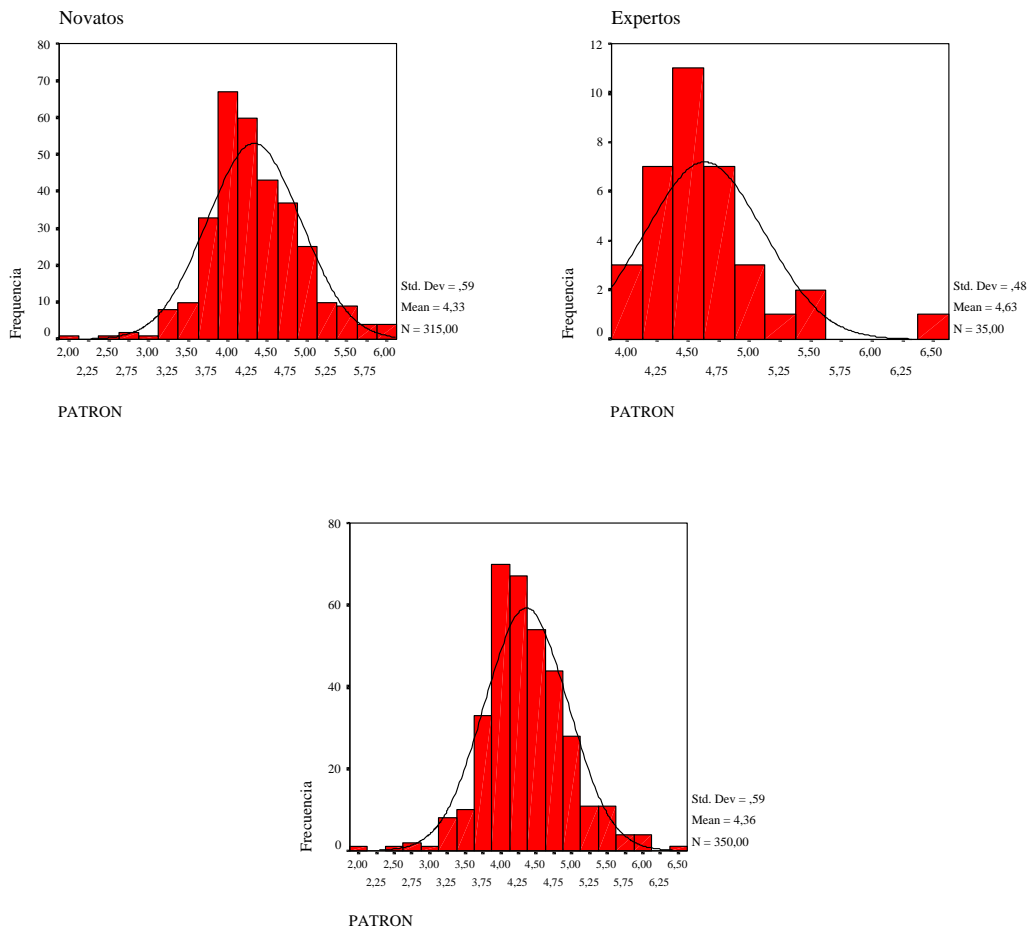 Novatos
80
70
60
50
40
30
20
10
0
Frequencia
2,00 2,50 3,00 3,50 4,00 4,50 5,00 5,50 6,00
2,25 2,75 3,25 3,75 4,25 4,75 5,25 5,75
PATRON
Std. Dev = ,59
Mean = 4,33
N = 315,00
Expertos
12
10
8
6
4
2
0
Frequencia
4,00 4,50 5,00 5,50 6,00 6,50
4,25 4,75 5,25 5,75 6,25
PATRON
Std. Dev = ,48
Mean = 4,63
N = 35,00
80
60
40
20
0
Frecuencia
2,00 2,50 3,00 3,50 4,00 4,50 5,00 5,50 6,00 6,50
2,25 2,75 3,25 3,75 4,25 4,75 5,25 5,75 6,25
PATRON
Std. Dev = ,59
Mean = 4,36
N = 350,00